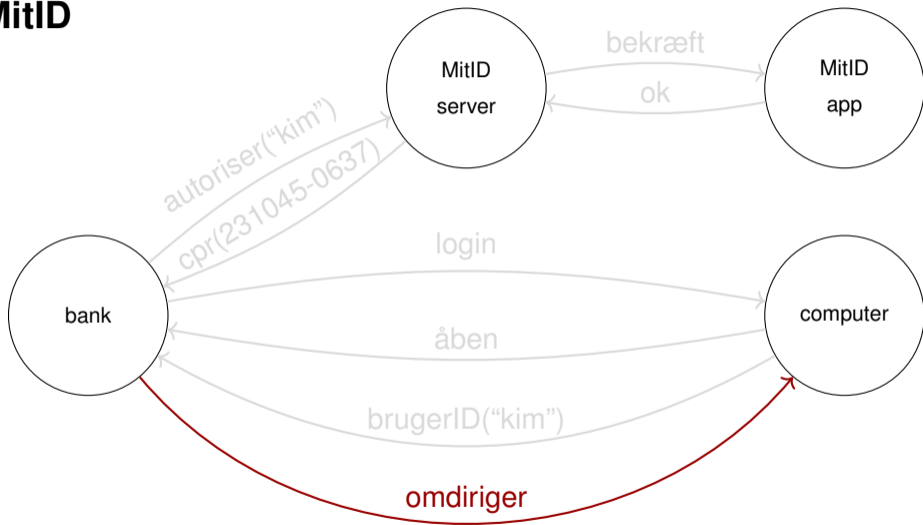 MitID
bekræft
MitID
server
MitID
app
ok
autoriser(“kim”)
cpr(231045-0637)
login
bank
computer
åben
brugerID(“kim”)
omdiriger